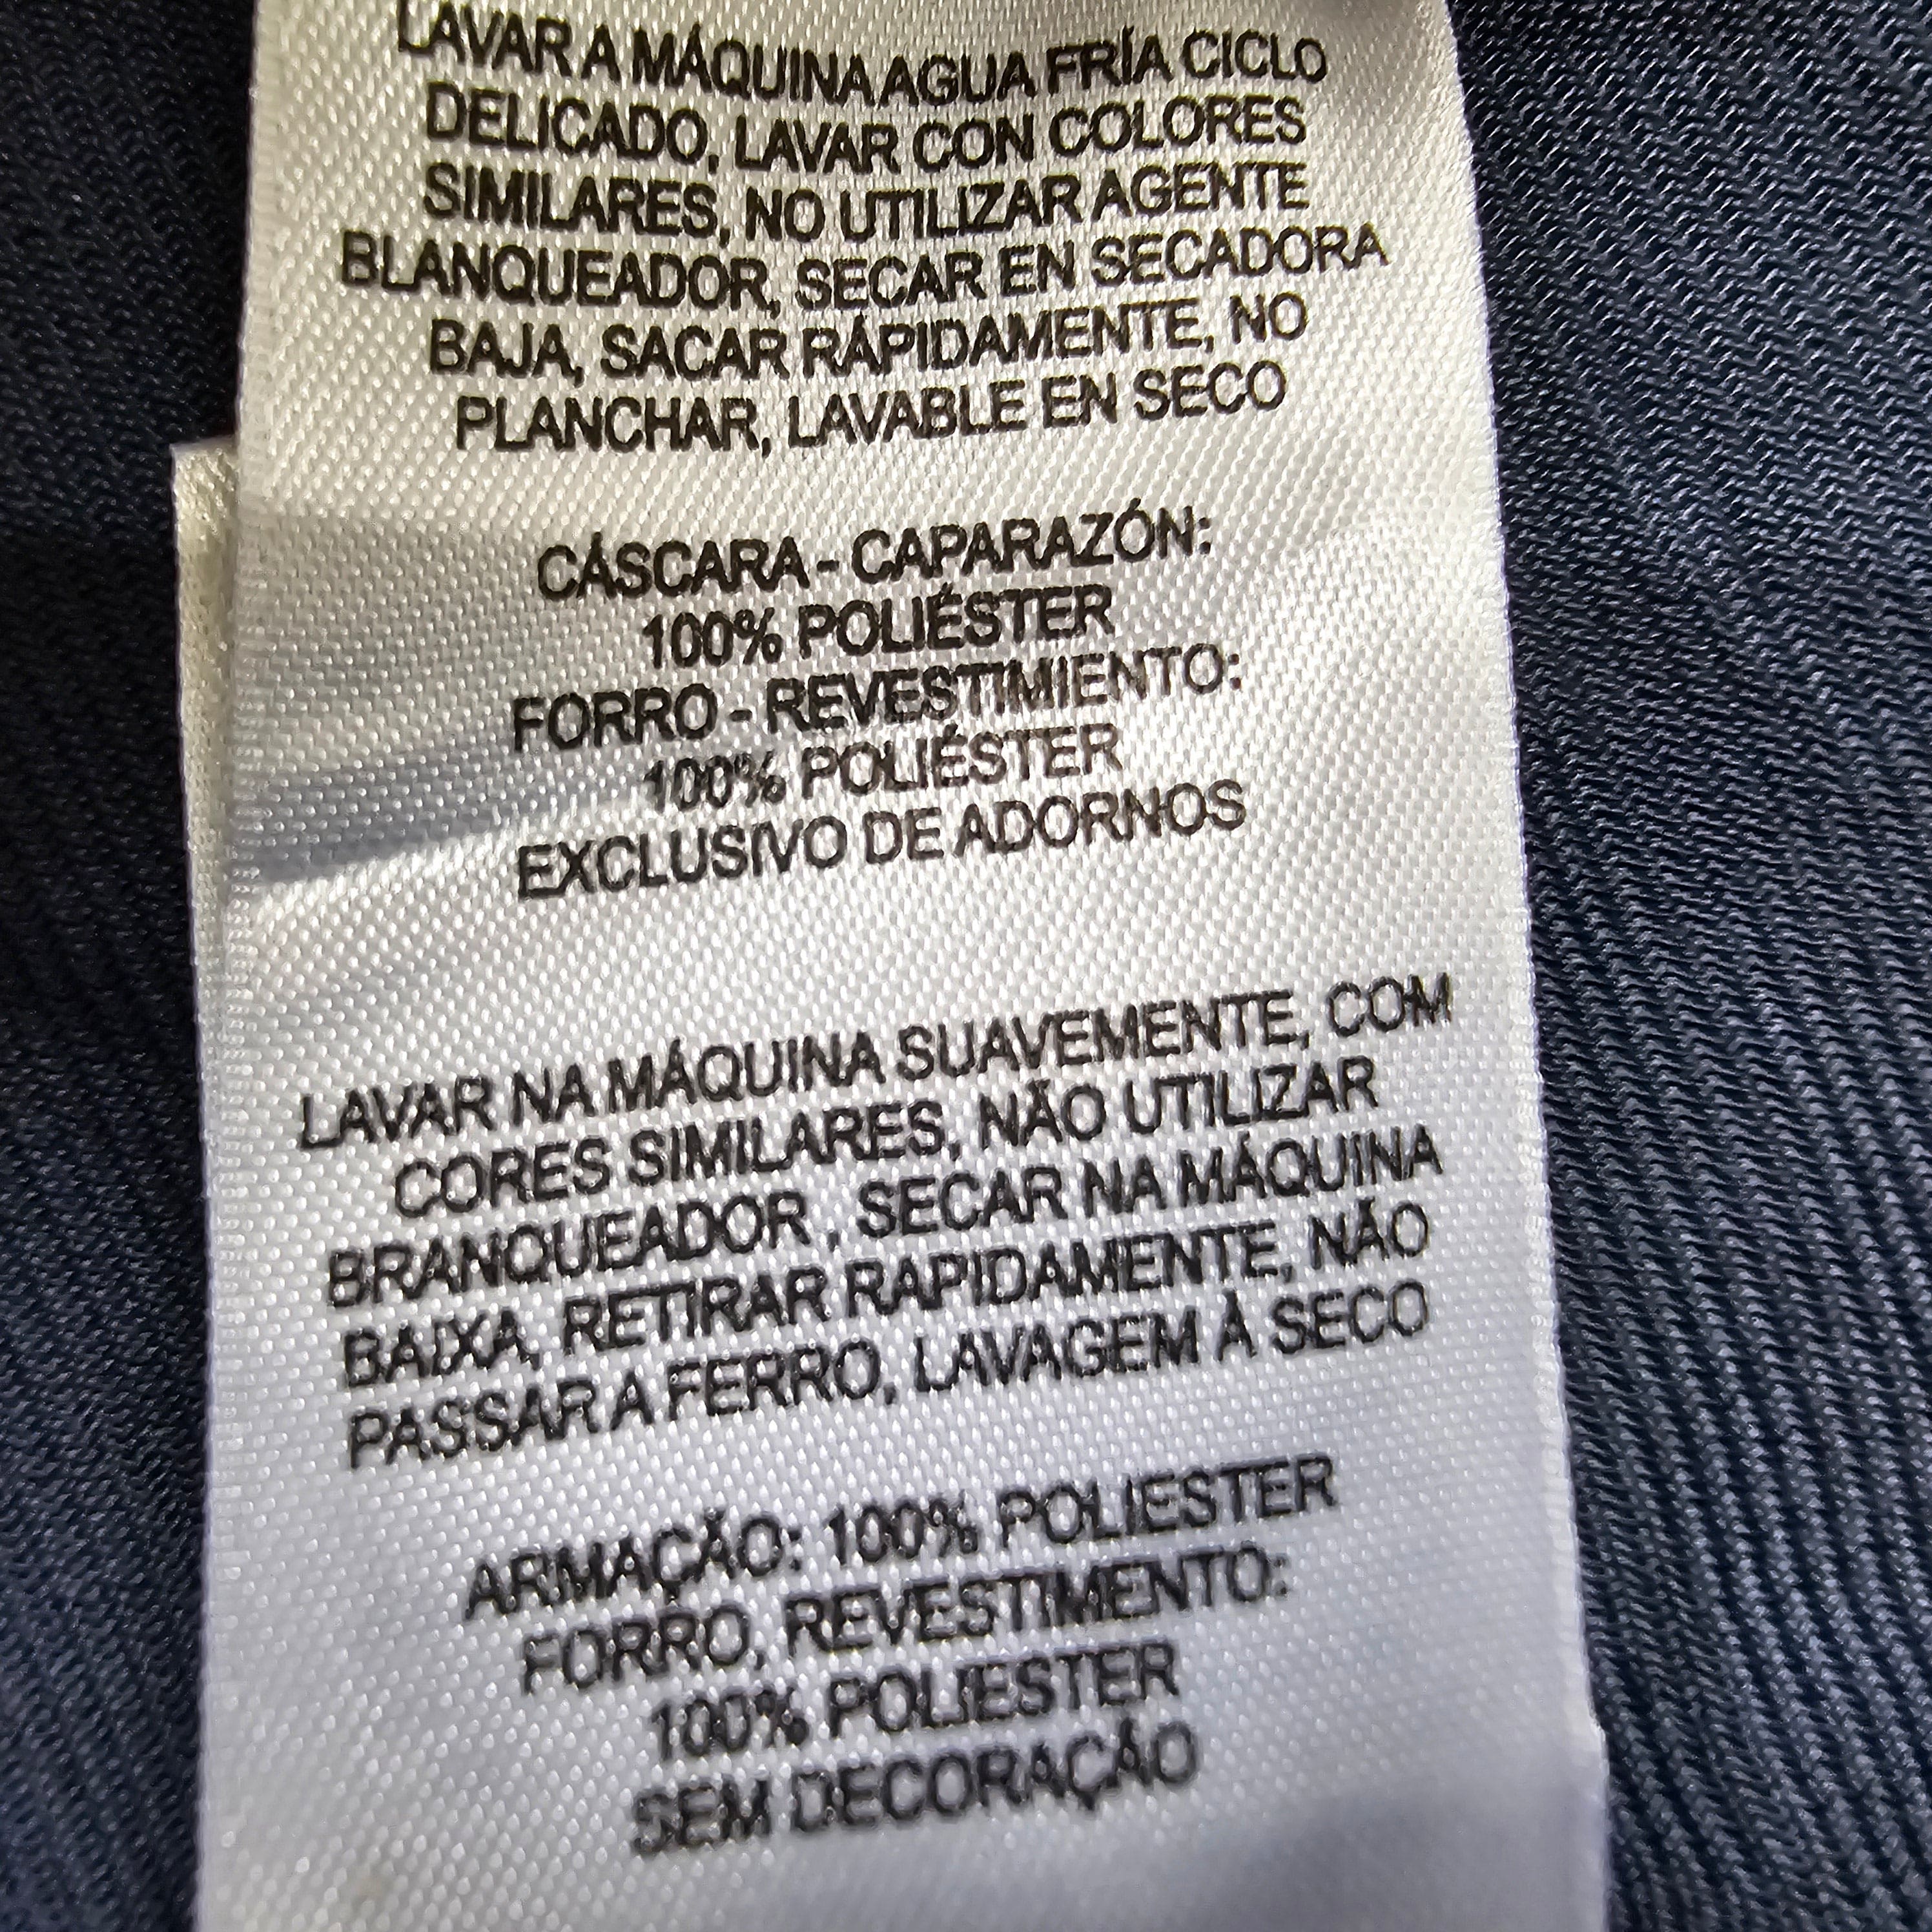 LAVAR A MÁQUINA AGUA FRÍA CICLO
DELICADO, LAVAR CON COLORES
SIMILARES, NO UTILIZAR AGENTE
BLANQUEADOR, SECAR EN SECADORA
BAJA, SACAR RÁPIDAMENTE, NO
PLANCHAR, LAVABLE EN SECO
CÁSCARA - CAPARAZÓN:
100% POLIÉSTER
FORRO - REVESTIMIENTO:
100% POLIÉSTER
EXCLUSIVO DE ADORNOS
LAVAR NA MÁQUINA SUAVEMENTE, COM
CORES SIMILARES, NÃO UTILIZAR
BRANQUEADOR , SECAR NA MÁQUINA
BAIXA, RETIRAR RAPIDAMENTE, NÃO
PASSAR A FERRO, LAVAGEM À SECO
ARMAÇÃO: 100% POLIESTER
FORRO, REVESTIMENTO:
100% POLIESTER
SEM DECORAÇÃO